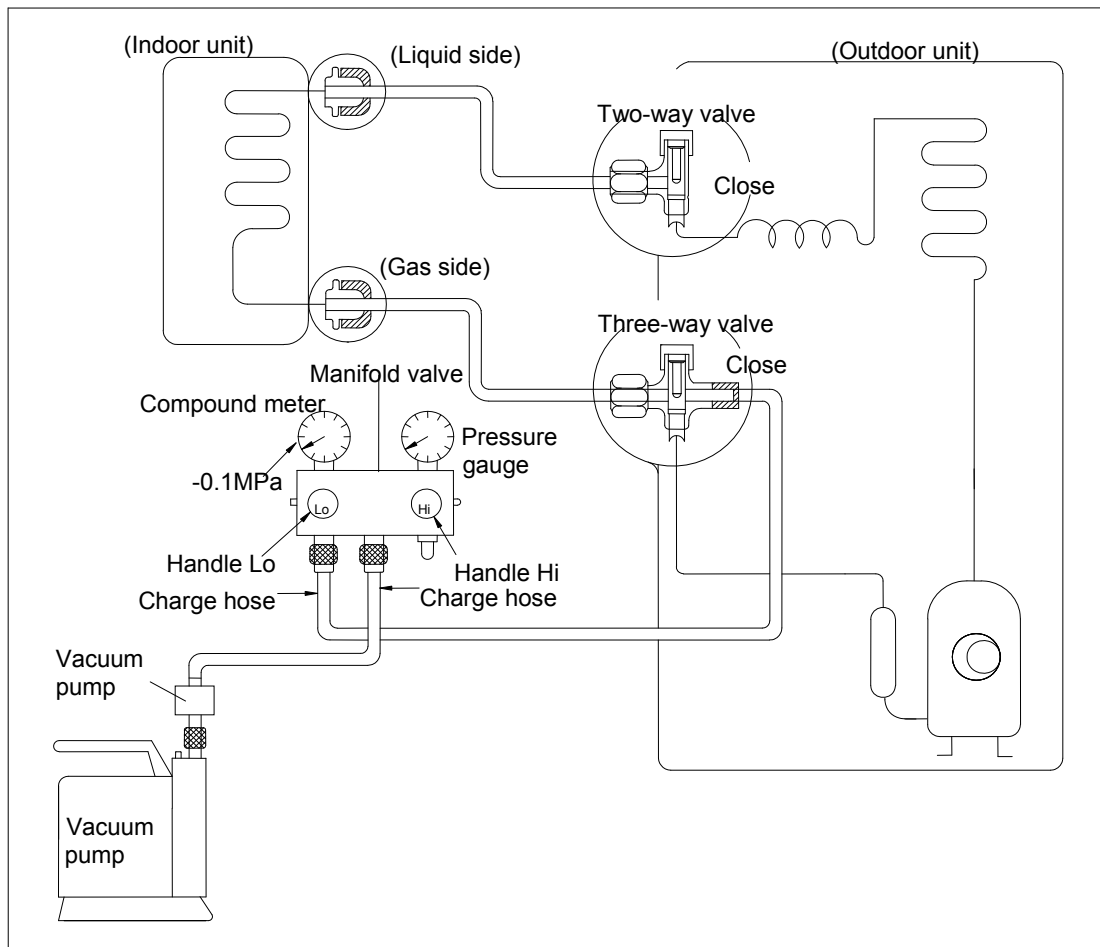 (Indoor unit)
(Liquid side)
(Outdoor unit)
Two-way valve
Close
(Gas side)
Three-way valve
Close
Manifold valve
Compound meter
Pressure
gauge
-0.1MPa
Lo
Hi
Handle Lo
Handle Hi
Charge hose
Charge hose
Vacuum
pump
Vacuum
pump